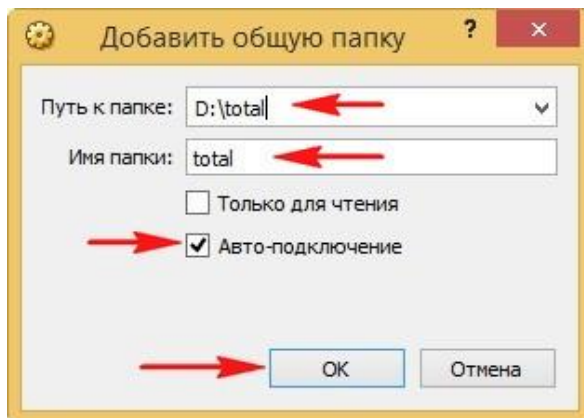 Добавить общую папку ? ×
Путь к папке: D:\total
Имя папки: total
Только для чтения
Авто-подключение
OK Отмена